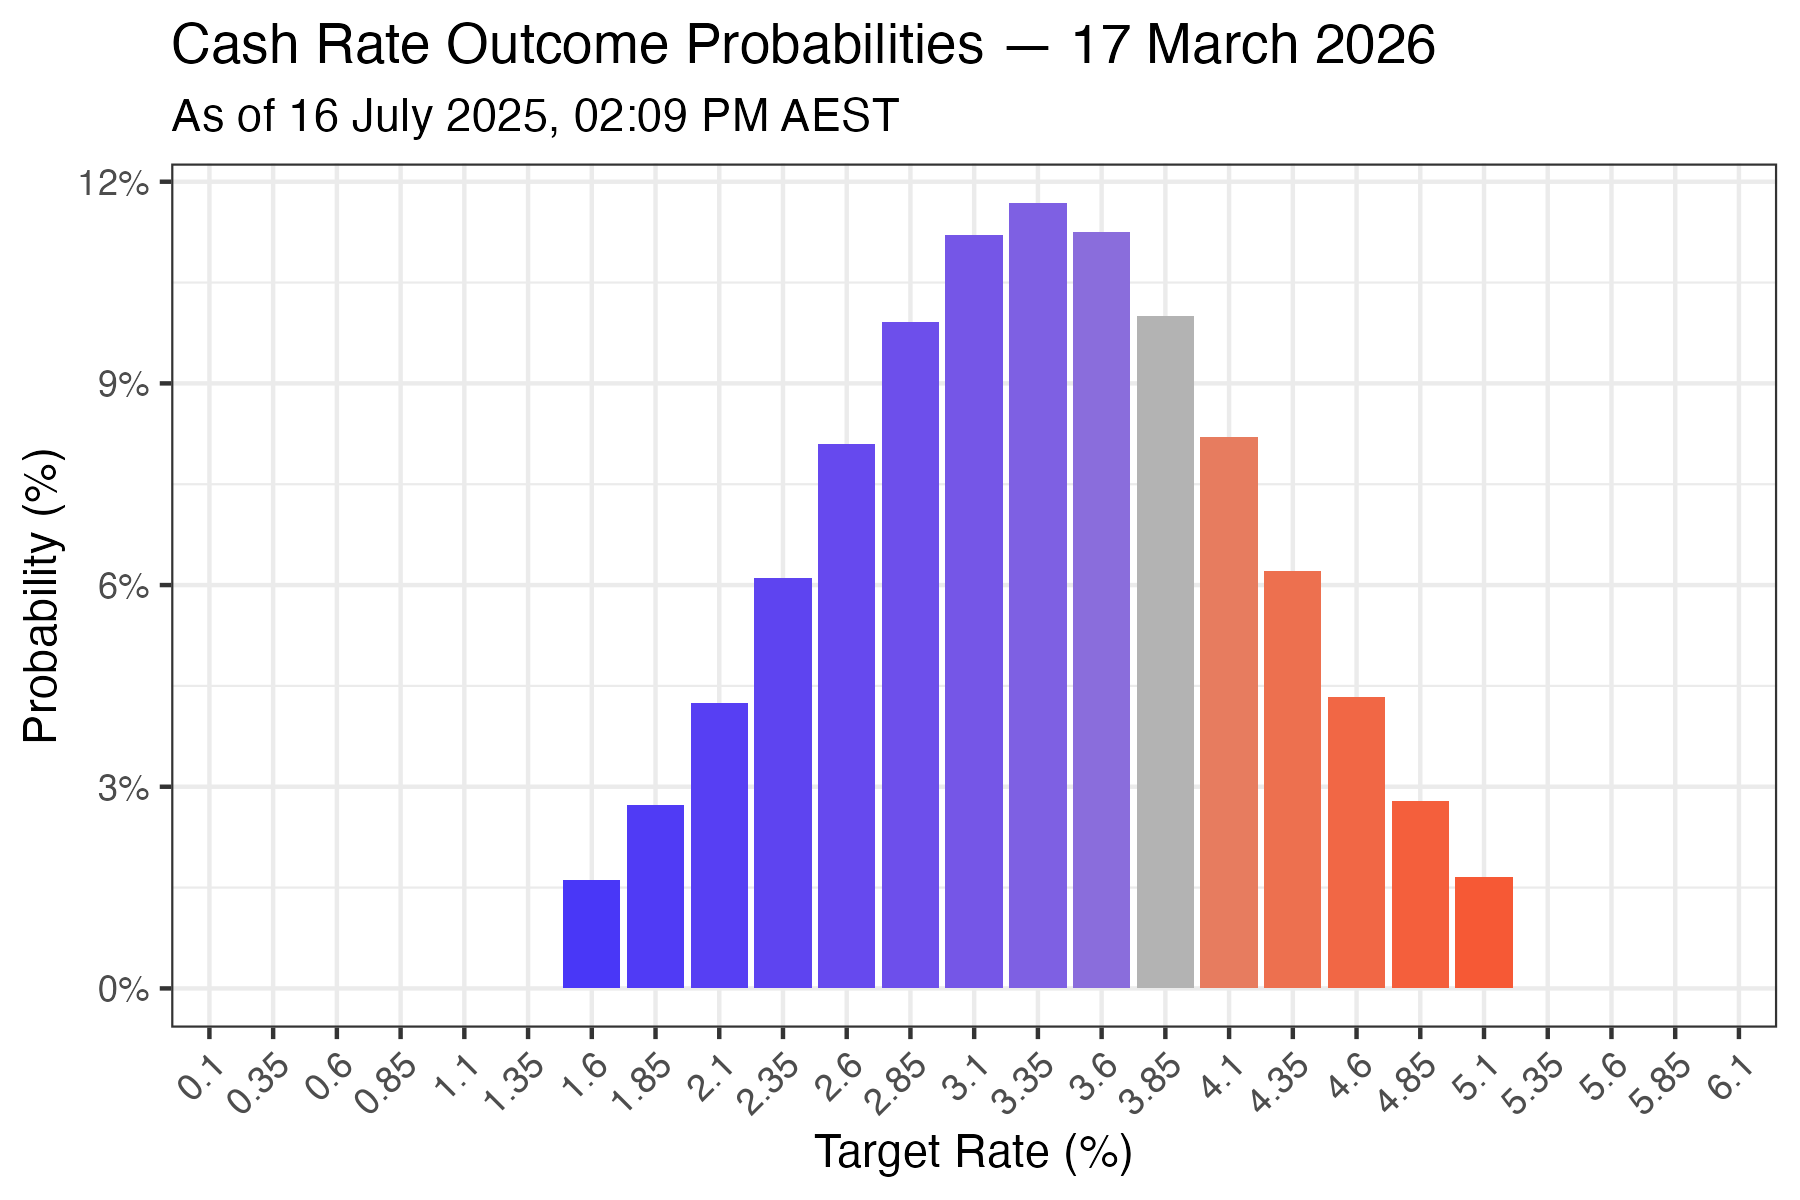 Cash Rate Outcome Probabilities — 17 March 2026
As of 16 July 2025, 02:09 PM AEST
12%
9%
6%
3%
0%
Probability (%)
0.1 0.35 0.6 0.85 1.1 1.35 1.6 1.85 2.1 2.35 2.6 2.85 3.1 3.35 3.6 3.85 4.1 4.35 4.6 4.85 5.1 5.35 5.6 5.85 6.1
Target Rate (%)